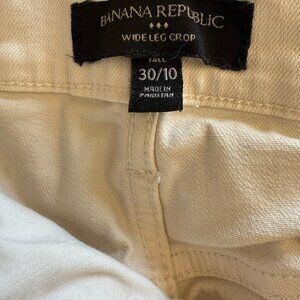 BANANA REPUBLIC
WIDE LEG CROP
TALL
30/10
MADE IN
PAKISTAN